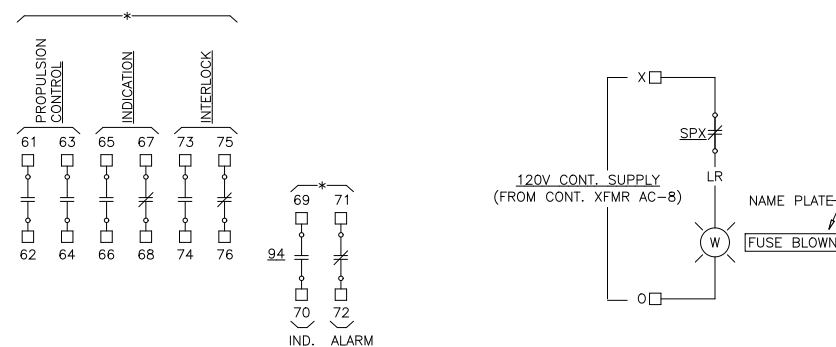 *
PROPULSION
CONTROL
INDICATION
INTERLOCK
61 63 65 67 73 75
62 64 66 68 74 76
*
69 71
94
70 72
IND. ALARM
X
SPX
LR
120V CONT. SUPPLY
(FROM CONT. XFMR AC-8)
NAME PLATE
W
FUSE BLOWN
O